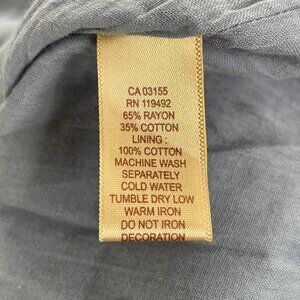 CA 03155
RN 119492
65% RAYON
35% COTTON
LINING :
100% COTTON
MACHINE WASH
SEPARATELY
COLD WATER
TUMBLE DRY LOW
WARM IRON
DO NOT IRON
DECORATION